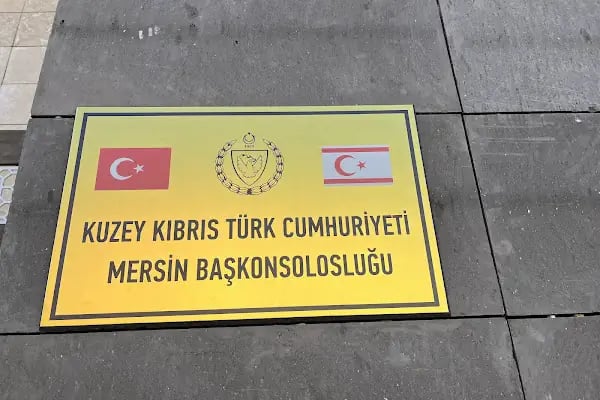 KUZEY KIBRIS TÜRK CUMHURİYETİ
MERSİN BAŞKONSOLOSLUĞU